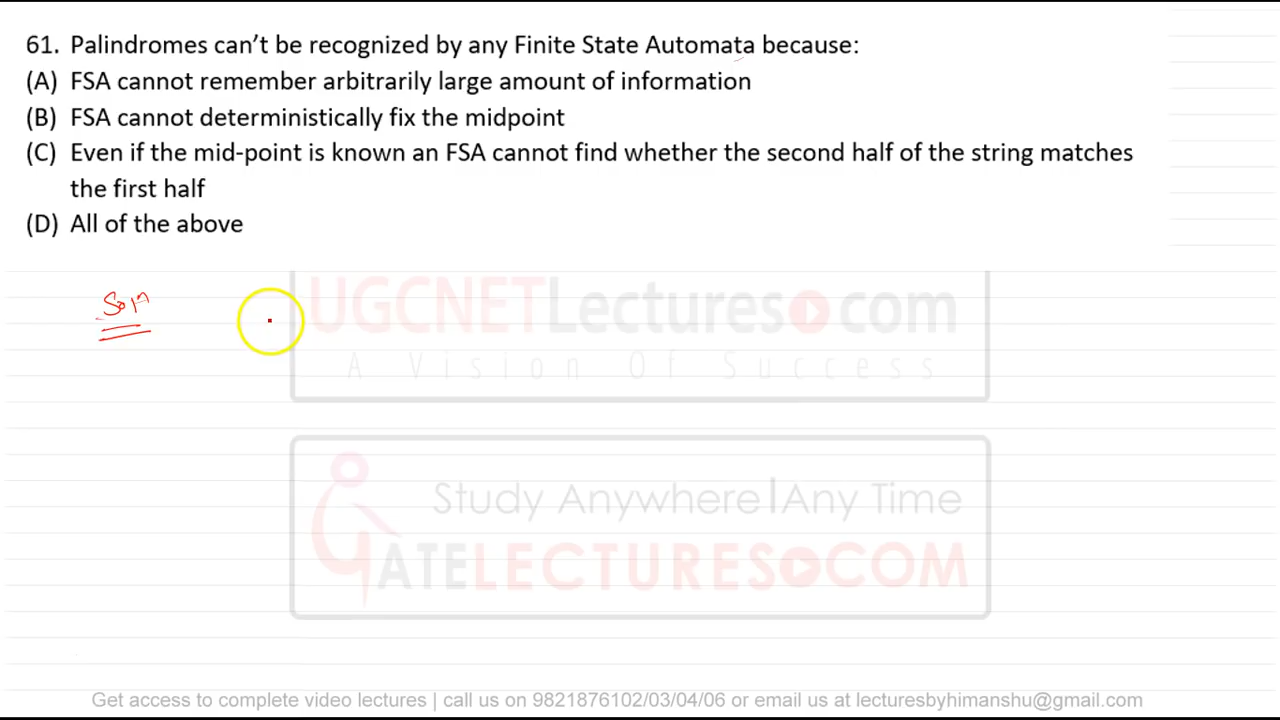 61. Palindromes can't be recognized by any Finite State Automata because:
(A) FSA cannot remember arbitrarily large amount of information
(B) FSA cannot deterministically fix the midpoint
(C) Even if the mid-point is known an FSA cannot find whether the second half of the string matches
the first half
(D) All of the above
Soln
UGCNETLectures.com
A Vision Of Success
Study Anywhere|Any Time
GATELECTURES.COM
Get access to complete video lectures | call us on 9821876102/03/04/06 or email us at lecturesbyhimanshu@gmail.com